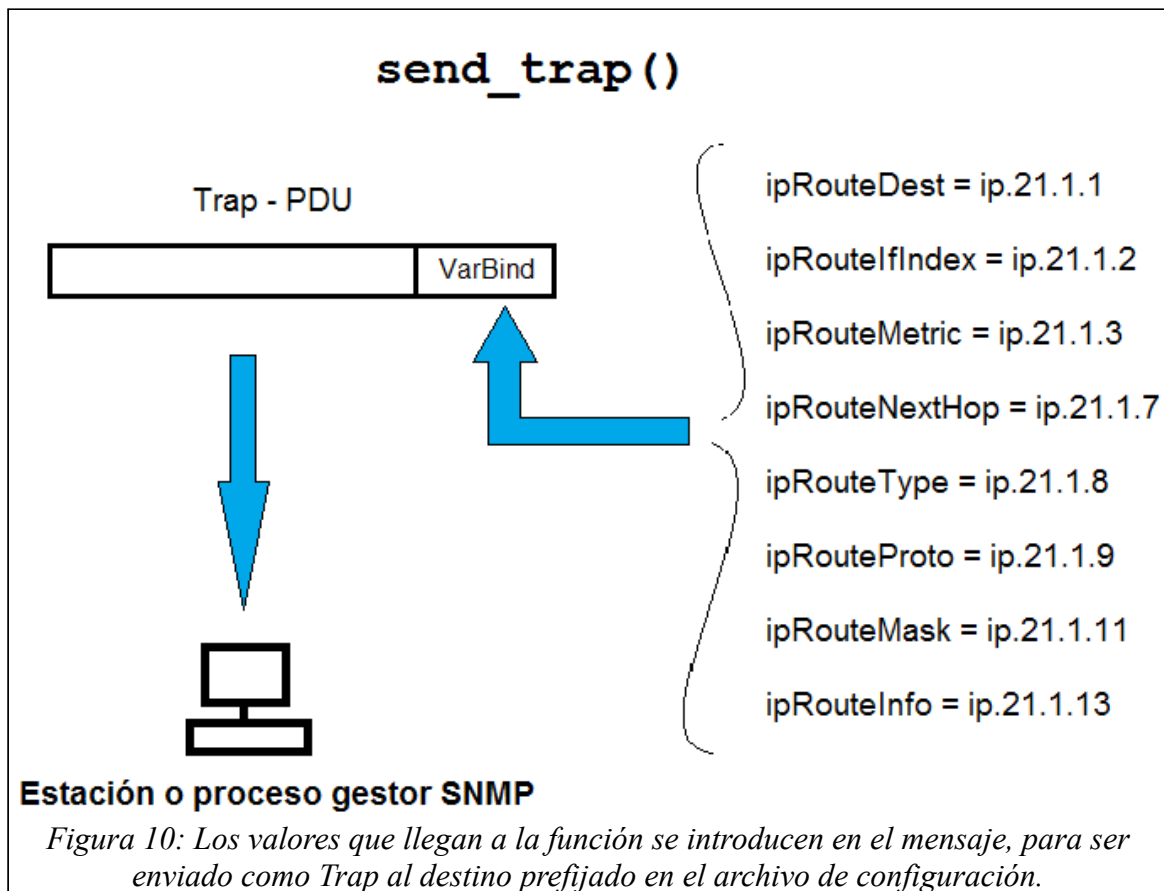 send_trap()
Trap - PDU
VarBind
ipRouteDest = ip.21.1.1
ipRouteIfIndex = ip.21.1.2
ipRouteMetric = ip.21.1.3
ipRouteNextHop = ip.21.1.7
ipRouteType = ip.21.1.8
ipRouteProto = ip.21.1.9
ipRouteMask = ip.21.1.11
ipRouteInfo = ip.21.1.13
Estación o proceso gestor SNMP
Figura 10: Los valores que llegan a la función se introducen en el mensaje, para ser
enviado como Trap al destino prefijado en el archivo de configuración.